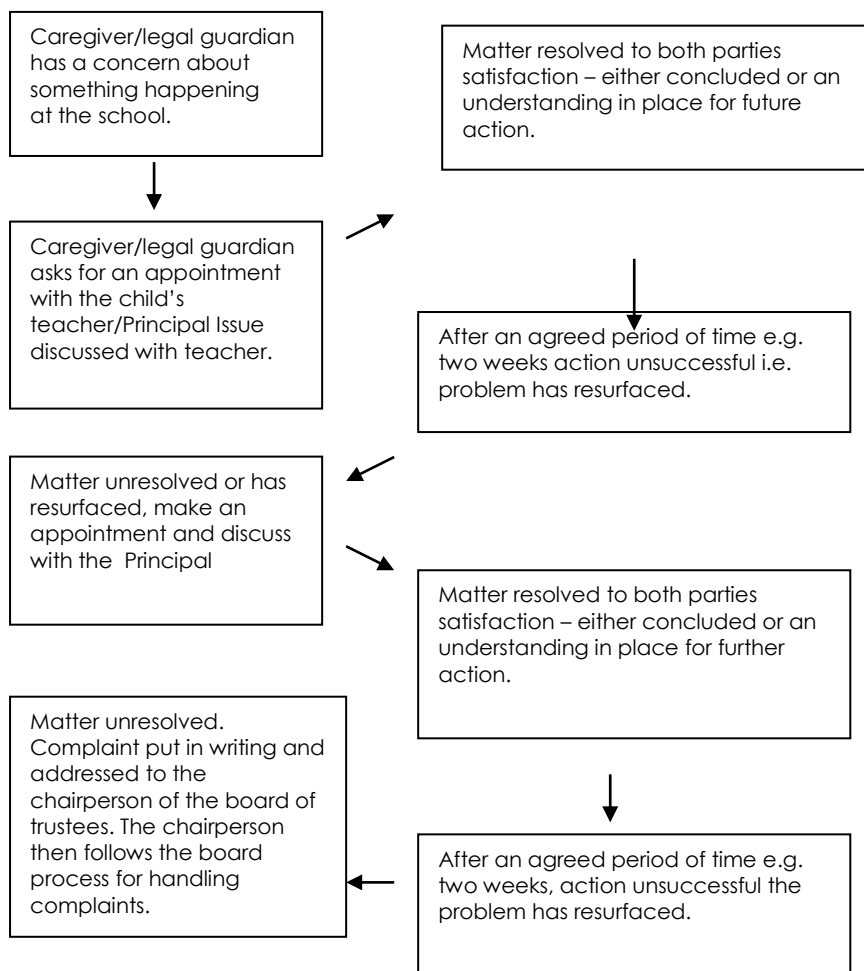 Caregiver/legal guardian
has a concern about
something happening
at the school.
Matter resolved to both parties
satisfaction – either concluded or an
understanding in place for future
action.
Caregiver/legal guardian
asks for an appointment
with the child’s
teacher/Principal Issue
discussed with teacher.
After an agreed period of time e.g.
two weeks action unsuccessful i.e.
problem has resurfaced.
Matter unresolved or has
resurfaced, make an
appointment and discuss
with the  Principal
Matter resolved to both parties
satisfaction – either concluded or an
understanding in place for further
action.
Matter unresolved.
Complaint put in writing and
addressed to the
chairperson of the board of
trustees. The chairperson
then follows the board
process for handling
complaints.
After an agreed period of time e.g.
two weeks, action unsuccessful the
problem has resurfaced.